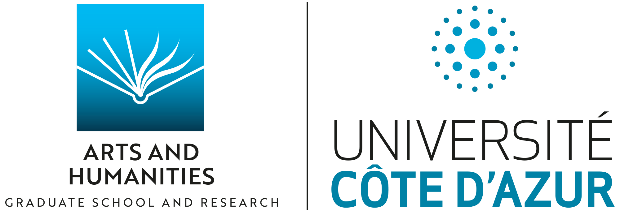 ARTS AND
HUMANITIES
GRADUATE SCHOOL AND RESEARCH
UNIVERSITÉ
CÔTE D'AZUR